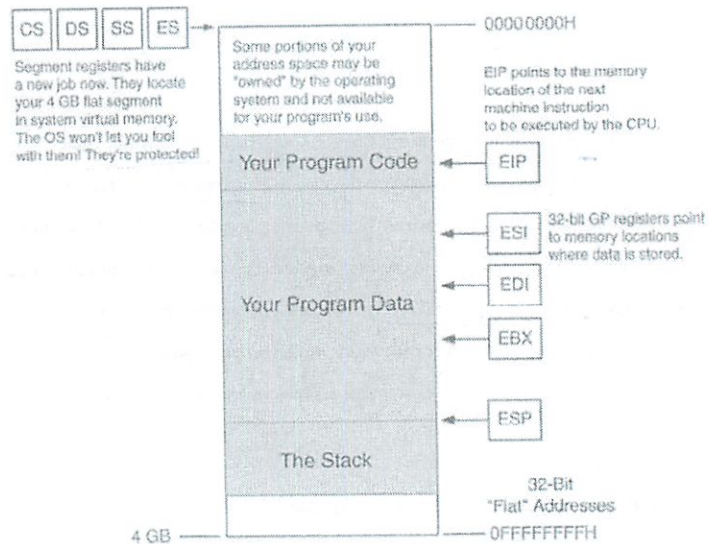 CS DS SS ES
Segment registers have
a new job now. They locate
your 4 GB flat segment
in system virtual memory.
The OS won't let you fool
with them! They're protected!
Some portions of your
address space may be
"owned" by the operating
system and not available
for your program's use.
Your Program Code
Your Program Data
The Stack
4 GB
00000000H
EIP points to the memory
location of the next
machine instruction
to be executed by the CPU.
EIP
ESI
32-bit GP registers point
to memory locations
where data is stored.
EDI
EBX
ESP
32-Bit
"Flat" Addresses
0FFFFFFFFH